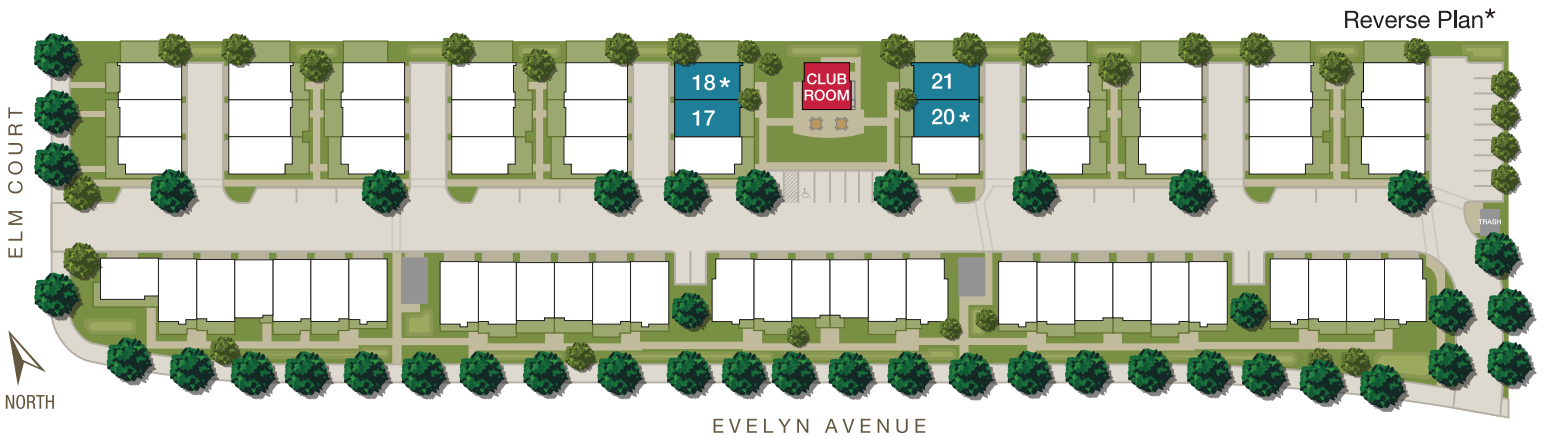 Reverse Plan*
ELM COURT
18*
17
CLUB
ROOM
21
20*
TRASH
NORTH
EVELYN AVENUE